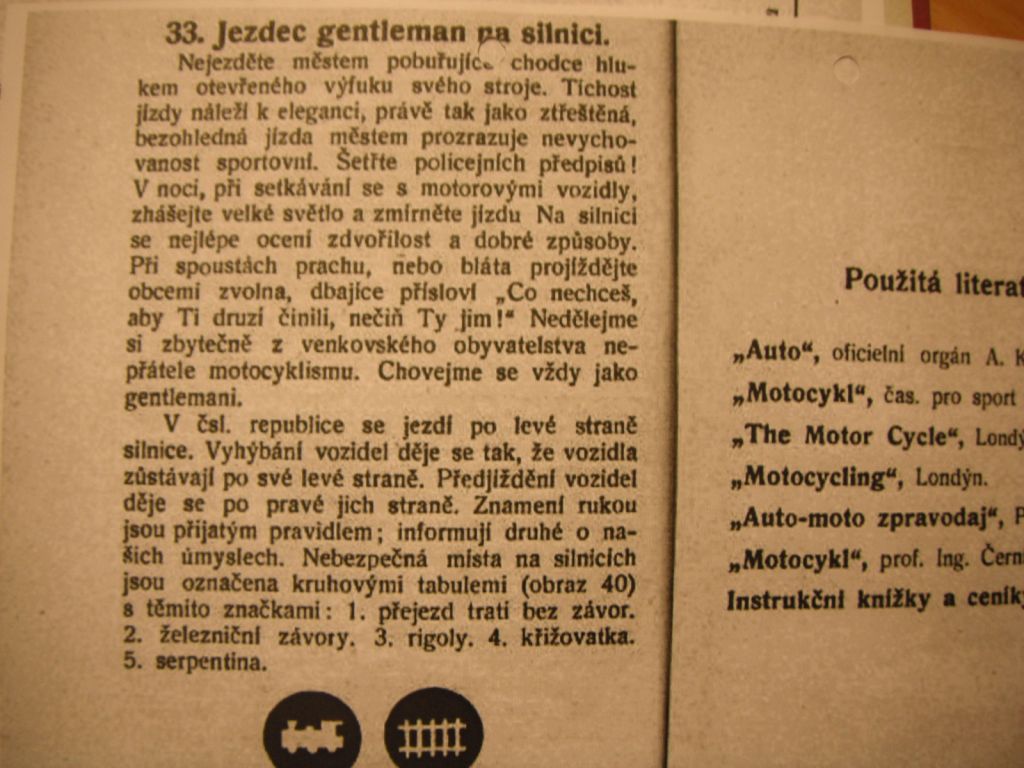 33. Jezdec gentleman na silnici.
Nejezděte městem pobuřujíc chodce hlu-
kem otevřeného výfuku svého stroje. Tichost
jízdy náleží k eleganci, právě tak jako ztřeštěná,
bezohledná jízda městem prozrazuje nevycho-
vanost sportovní. Šetřte policejních předpisů!
V noci, při setkávání se s motorovými vozidly,
zhášejte velké světlo a zmírněte jízdu Na silnici
se nejlépe ocení zdvořilost a dobré způsoby.
Při spoustách prachu, nebo bláta projíždějte
obcemi zvolna, dbajíce přísloví „Co nechceš,
aby Ti druzí činili, nečiň Ty jim!“ Nedělejme
si zbytečně z venkovského obyvatelstva ne-
přátele motocyklismu. Chovejme se vždy jako
gentlemani.
V čsl. republice se jezdí po levé straně
silnice. Vyhýbání vozidel děje se tak, že vozidla
zůstávají po své levé straně. Předjíždění vozidel
děje se po pravé jich straně. Znamení rukou
jsou přijatým pravidlem; informují druhé o na-
šich úmyslech. Nebezpečná místa na silnicích
jsou označena kruhovými tabulemi (obraz 40)
s těmito značkami: 1. přejezd trati bez závor.
2. železniční závory. 3. rigoly. 4. křižovatka.
5. serpentina.
Použitá literat
„Auto“, oficielní orgán A. K
„Motocykl“, čas. pro sport
„The Motor Cycle“, Londý
„Motocycling“, Londýn.
„Auto-moto zpravodaj“, P
„Motocykl“, prof. Ing. Čern
Instrukční knížky a ceník